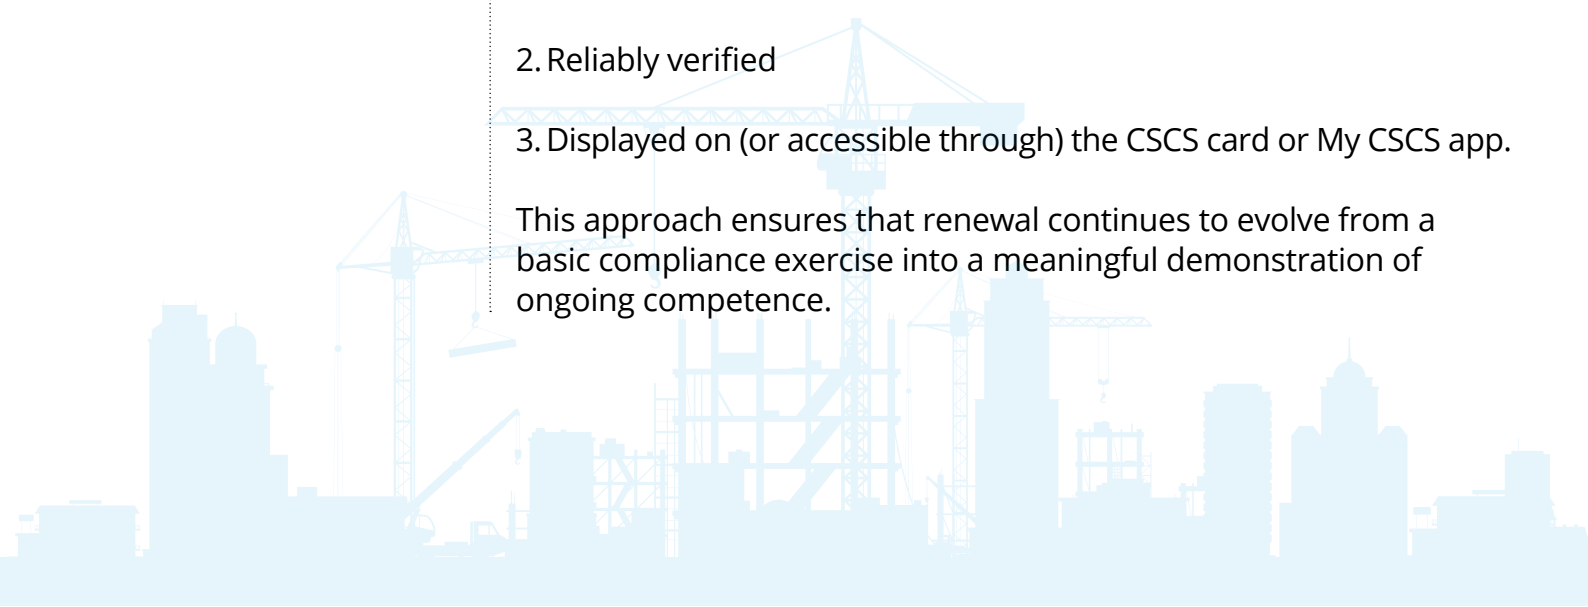 2. Reliably verified
3. Displayed on (or accessible through) the CSCS card or My CSCS app.
This approach ensures that renewal continues to evolve from a
basic compliance exercise into a meaningful demonstration of
ongoing competence.